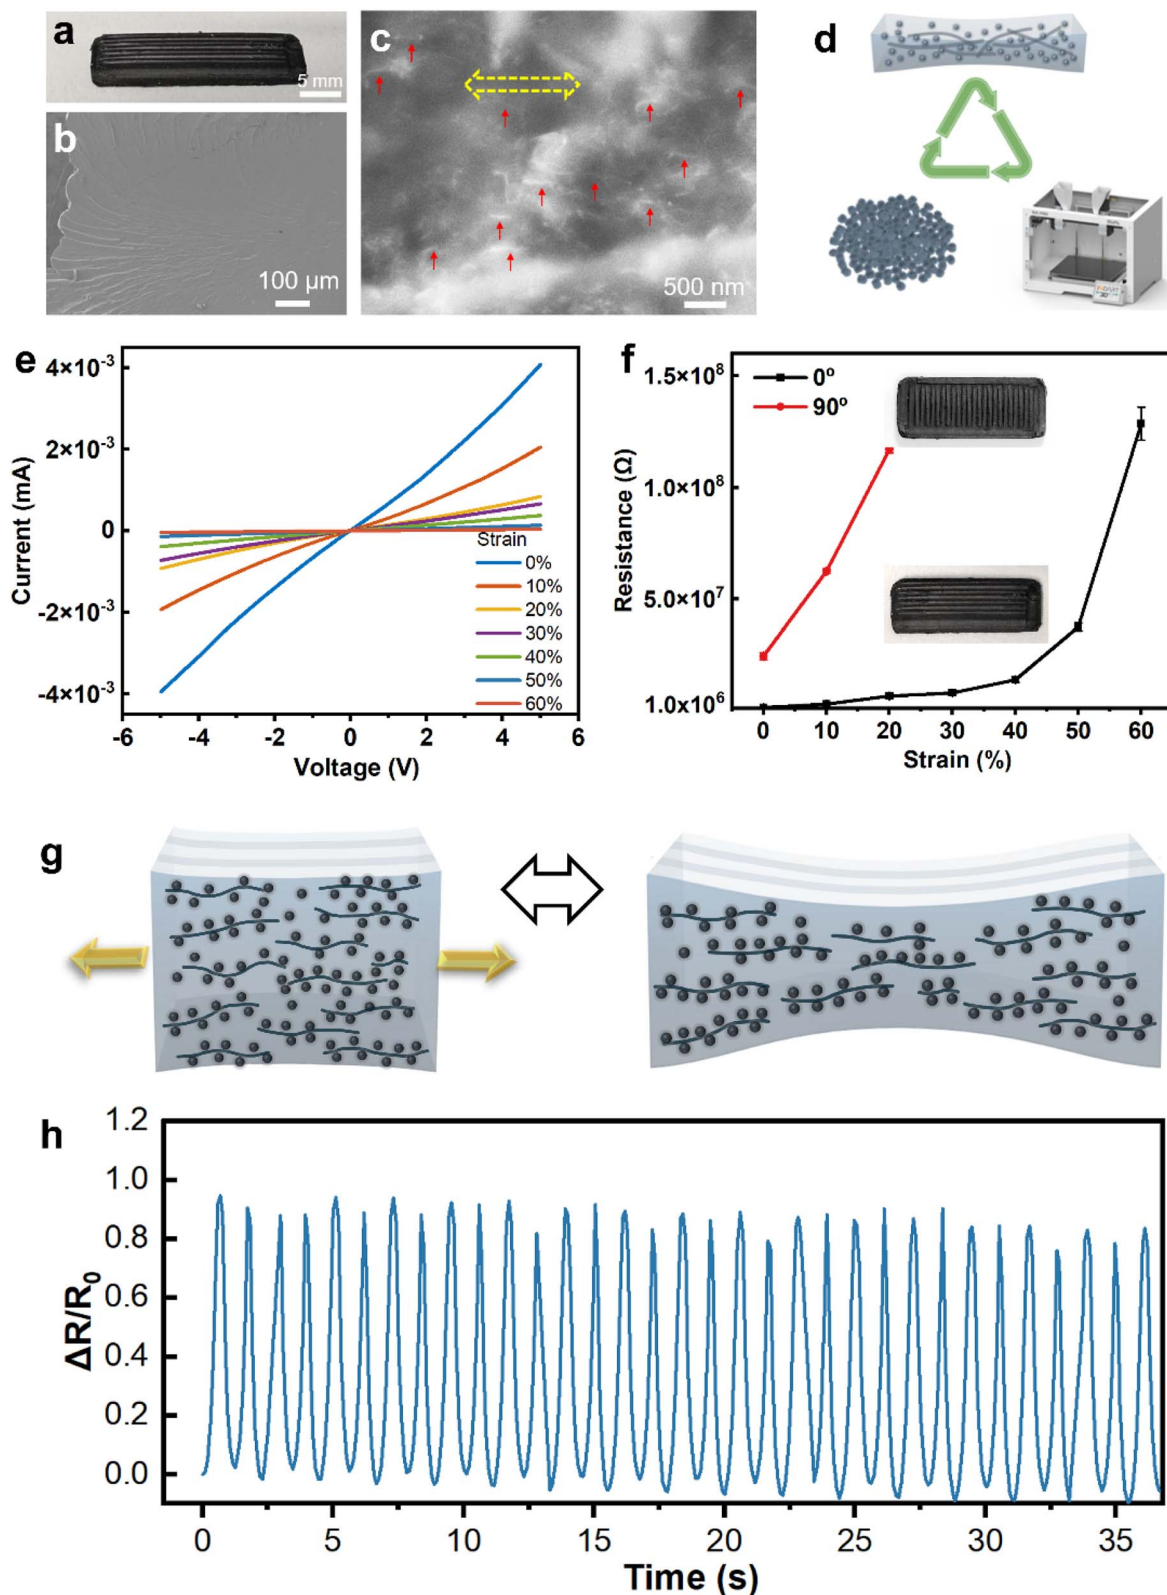 a
5 mm
b
100 µm
c
500 nm
d
e
Current (mA)
4×10⁻³
2×10⁻³
0
-2×10⁻³
-4×10⁻³
-6 -4 -2 0 2 4 6
Voltage (V)
Strain
0%
10%
20%
30%
40%
50%
60%
f
0º
90º
Resistance (Ω)
1.5×10⁸
1.0×10⁸
5.0×10⁷
1.0×10⁶
0 10 20 30 40 50 60
Strain (%)
g
h
ΔR/R₀
1.2
1.0
0.8
0.6
0.4
0.2
0.0
0 5 10 15 20 25 30 35
Time (s)